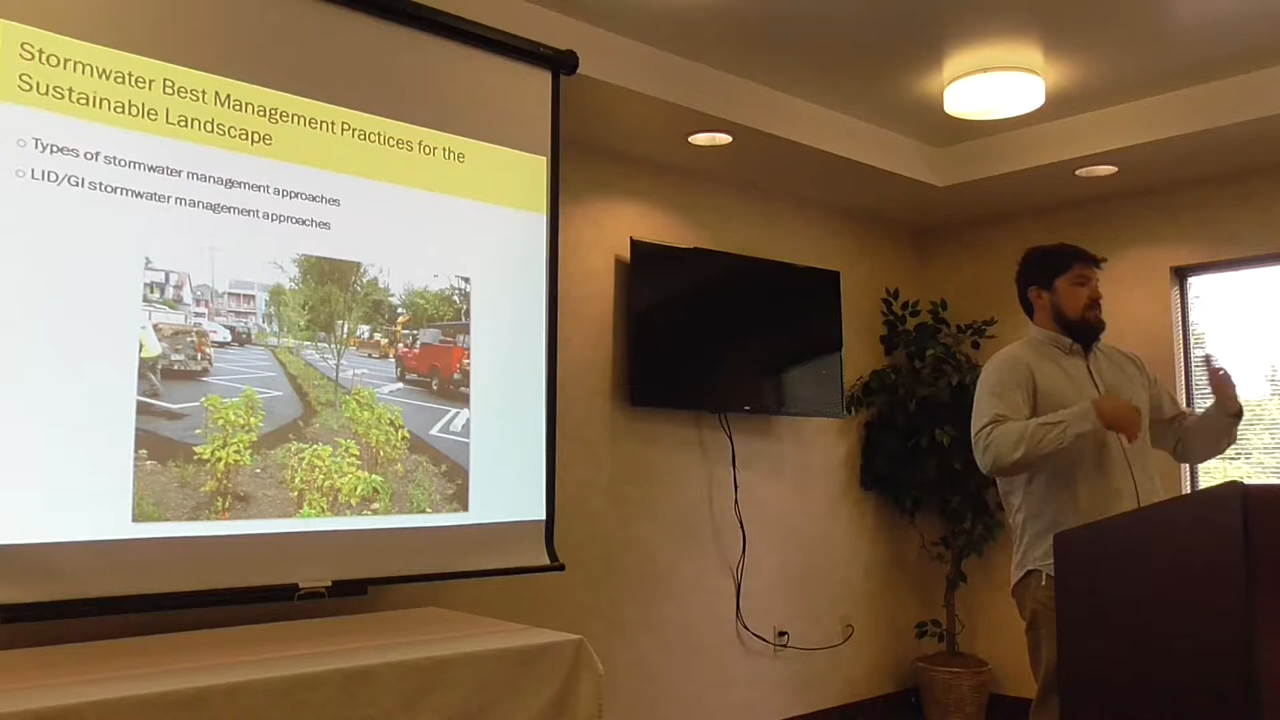 Stormwater Best Management Practices for the
Sustainable Landscape
Types of stormwater management approaches
LID/GI stormwater management approaches